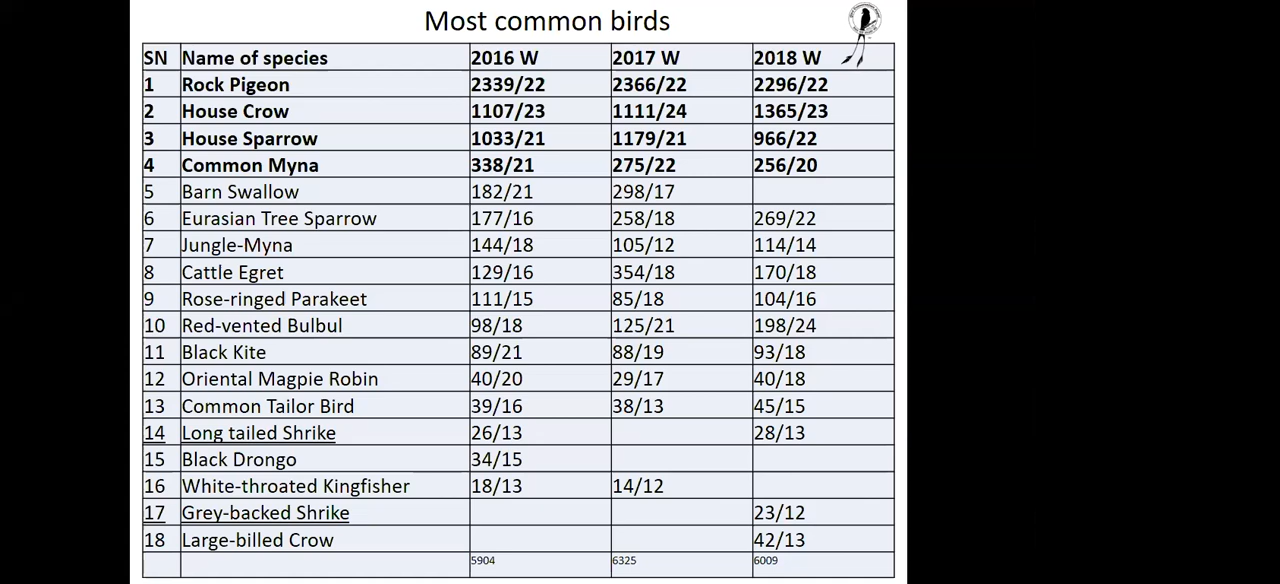 Most common birds
SN Name of species 2016 W 2017 W 2018 W
1 Rock Pigeon 2339/22 2366/22 2296/22
2 House Crow 1107/23 1111/24 1365/23
3 House Sparrow 1033/21 1179/21 966/22
4 Common Myna 338/21 275/22 256/20
5 Barn Swallow 182/21 298/17
6 Eurasian Tree Sparrow 177/16 258/18 269/22
7 Jungle-Myna 144/18 105/12 114/14
8 Cattle Egret 129/16 354/18 170/18
9 Rose-ringed Parakeet 111/15 85/18 104/16
10 Red-vented Bulbul 98/18 125/21 198/24
11 Black Kite 89/21 88/19 93/18
12 Oriental Magpie Robin 40/20 29/17 40/18
13 Common Tailor Bird 39/16 38/13 45/15
14 Long tailed Shrike 26/13 28/13
15 Black Drongo 34/15
16 White-throated Kingfisher 18/13 14/12
17 Grey-backed Shrike 23/12
18 Large-billed Crow 42/13
5904 6325 6009